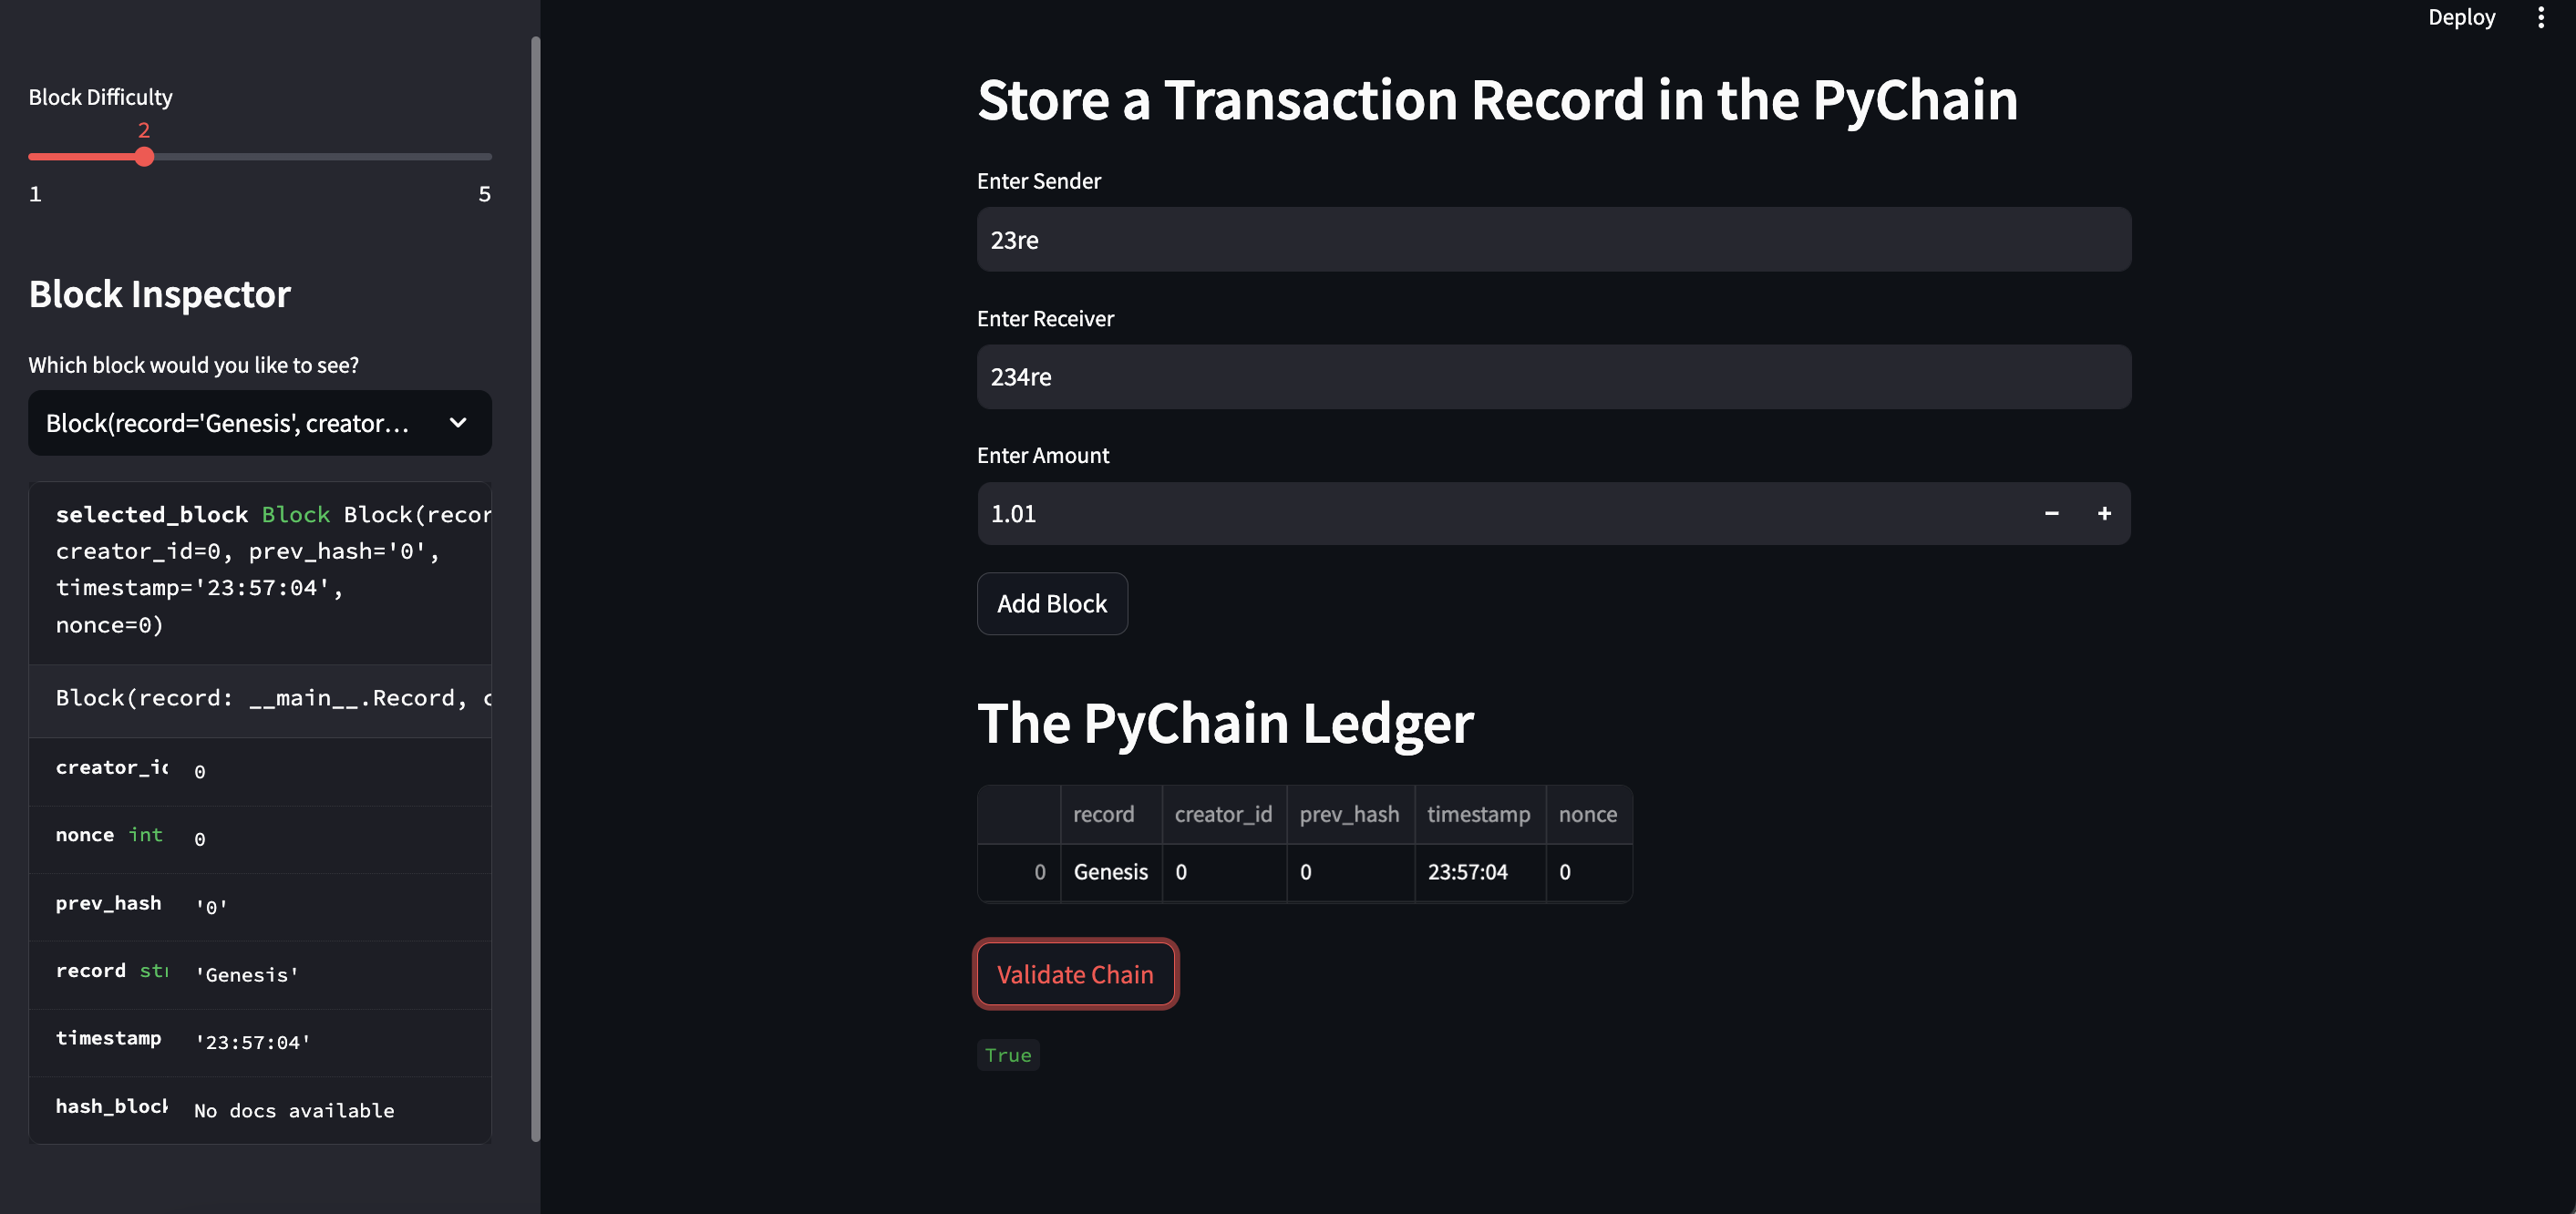 Deploy
Block Difficulty
2
1 5
Block Inspector
Which block would you like to see?
Block(record='Genesis', creator...
selected_block Block Block(recor
creator_id=0, prev_hash='0',
timestamp='23:57:04',
nonce=0)
Block(record: __main__.Record, c
creator_id 0
nonce int 0
prev_hash '0'
record str 'Genesis'
timestamp '23:57:04'
hash_block No docs available
Store a Transaction Record in the PyChain
Enter Sender
23re
Enter Receiver
234re
Enter Amount
1.01 − +
Add Block
The PyChain Ledger
record creator_id prev_hash timestamp nonce
0 Genesis 0 0 23:57:04 0
Validate Chain
True